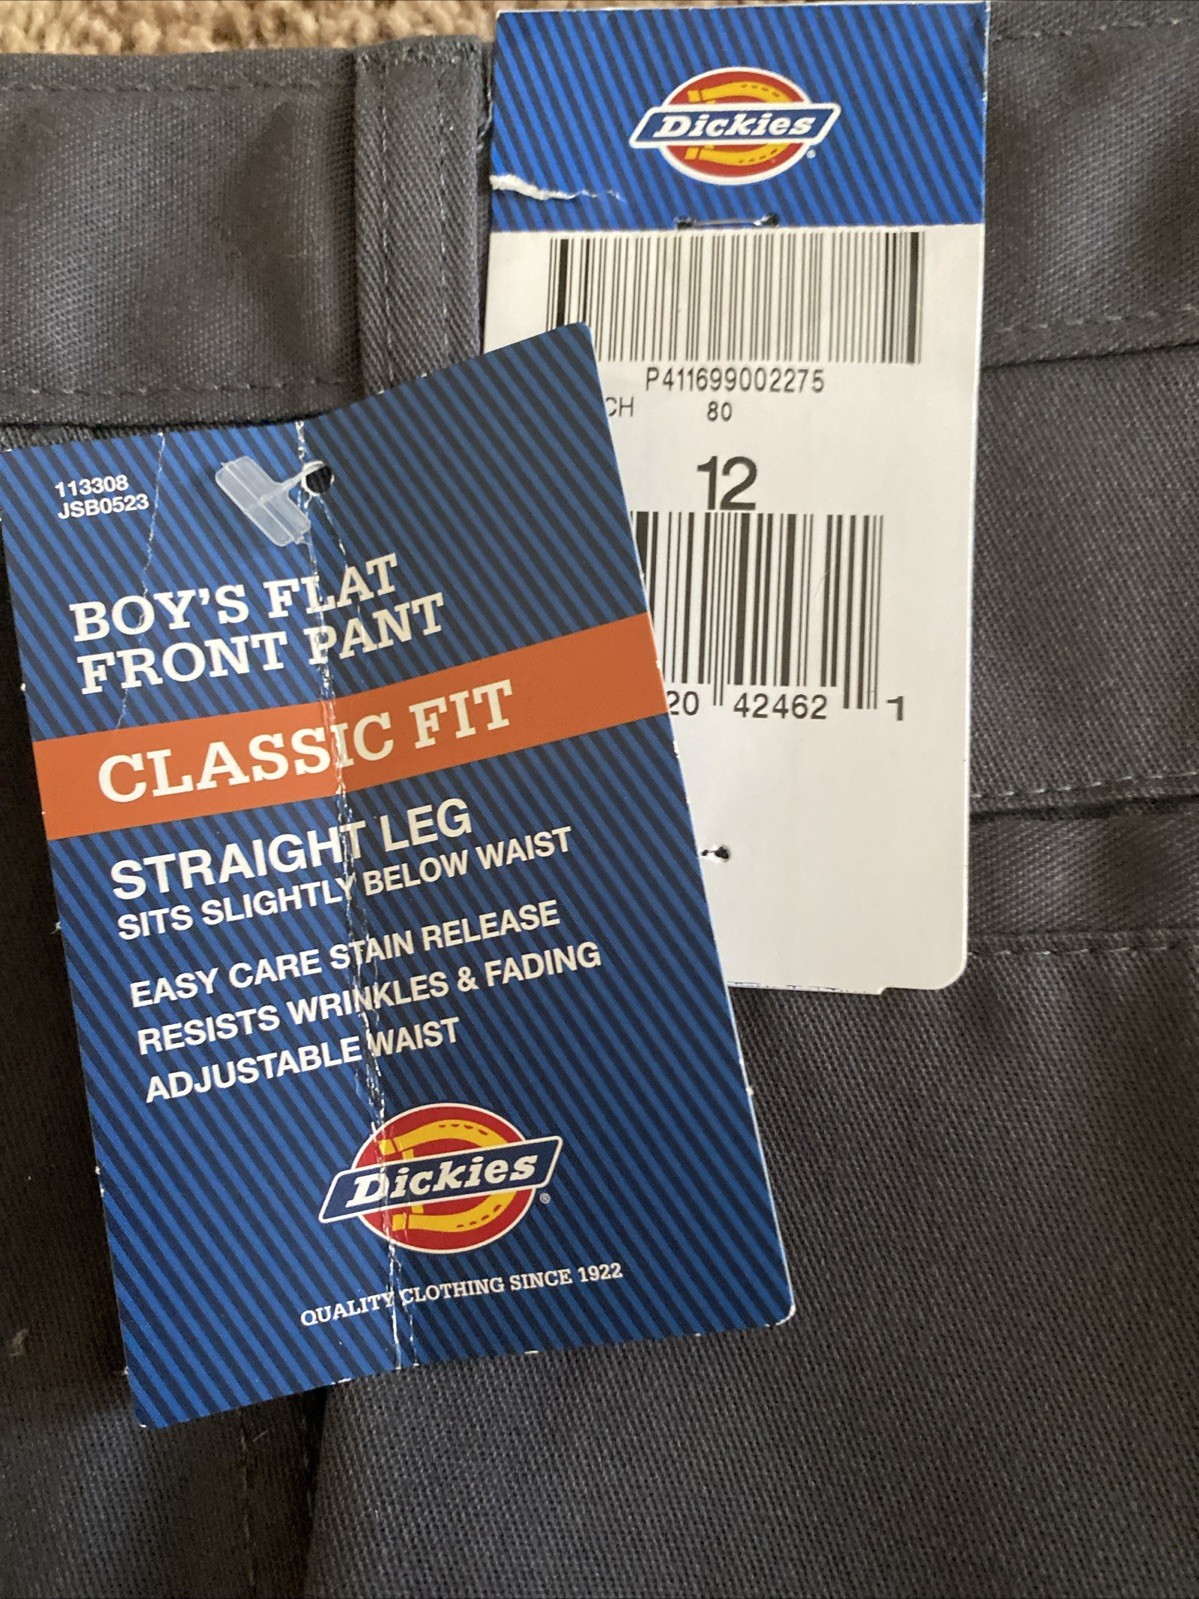 Dickies
P411699002275
CH 80
12
20 42462 1
113308
JSB0523
BOY'S FLAT
FRONT PANT
CLASSIC FIT
STRAIGHT LEG
SITS SLIGHTLY BELOW WAIST
EASY CARE STAIN RELEASE
RESISTS WRINKLES & FADING
ADJUSTABLE WAIST
Dickies®
QUALITY CLOTHING SINCE 1922